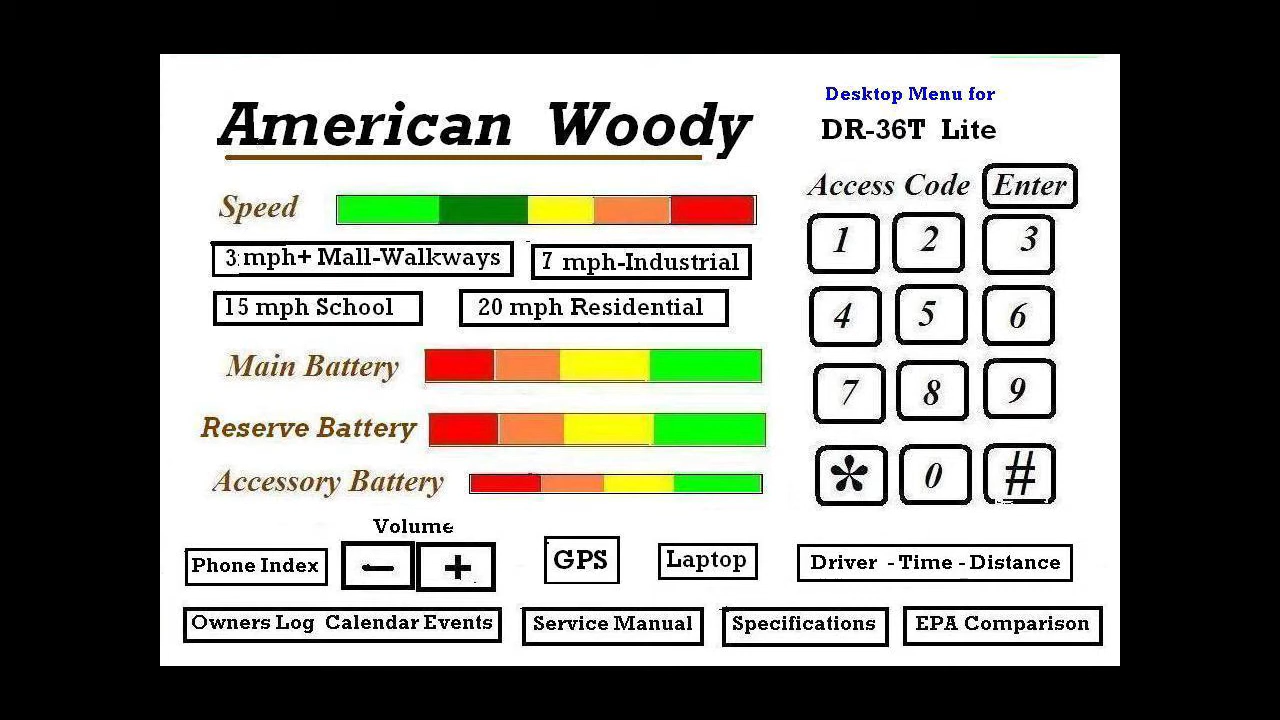 American Woody
Desktop Menu for
DR-36T Lite
Speed
Access Code Enter
3 mph+ Mall-Walkways
7 mph-Industrial
1 2 3
15 mph School
20 mph Residential
4 5 6
Main Battery
7 8 9
Reserve Battery
Accessory Battery
* 0 #
Volume
Phone Index
− +
GPS
Laptop
Driver - Time - Distance
Owners Log Calendar Events
Service Manual
Specifications
EPA Comparison